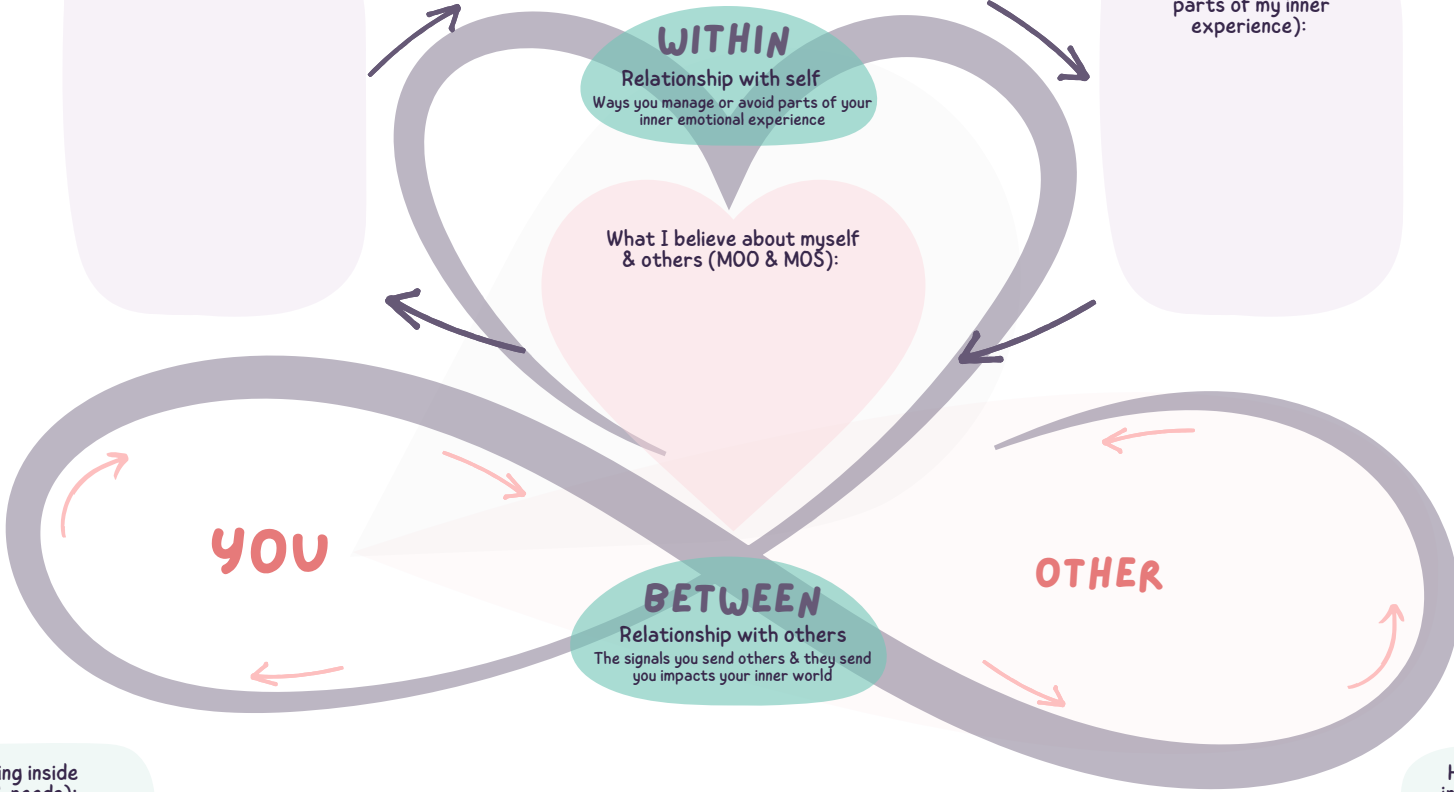 parts of my inner
experience):
WITHIN
Relationship with self
Ways you manage or avoid parts of your
inner emotional experience
What I believe about myself
& others (MOO & MOS):
YOU
OTHER
BETWEEN
Relationship with others
The signals you send others & they send
you impacts your inner world
inside
needs):